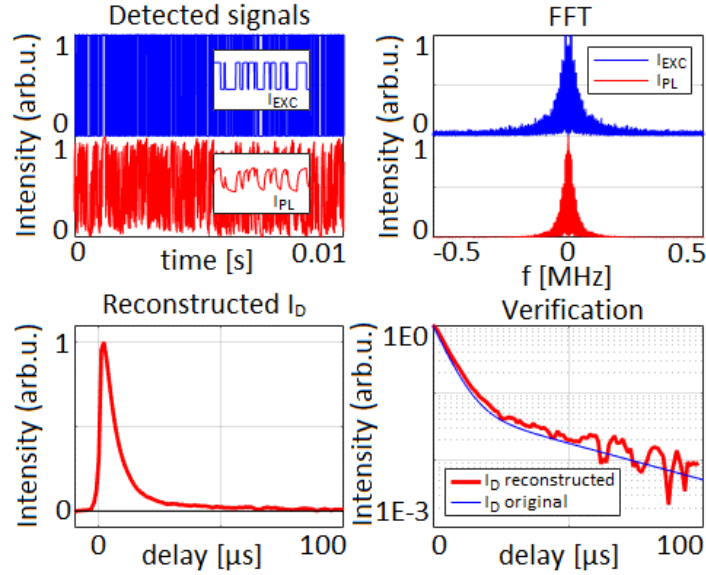 Detected signals
Intensity (arb.u.)
1
0
1
0
I_EXC
I_PL
0
0.01
time [s]
FFT
Intensity (arb.u.)
1
0
1
0
I_EXC
I_PL
-0.5
0
0.5
f [MHz]
Reconstructed I_D
Intensity (arb.u.)
1
0
0
100
delay [µs]
Verification
Intensity (arb.u.)
1E0
1E-3
I_D reconstructed
I_D original
0
100
delay [µs]